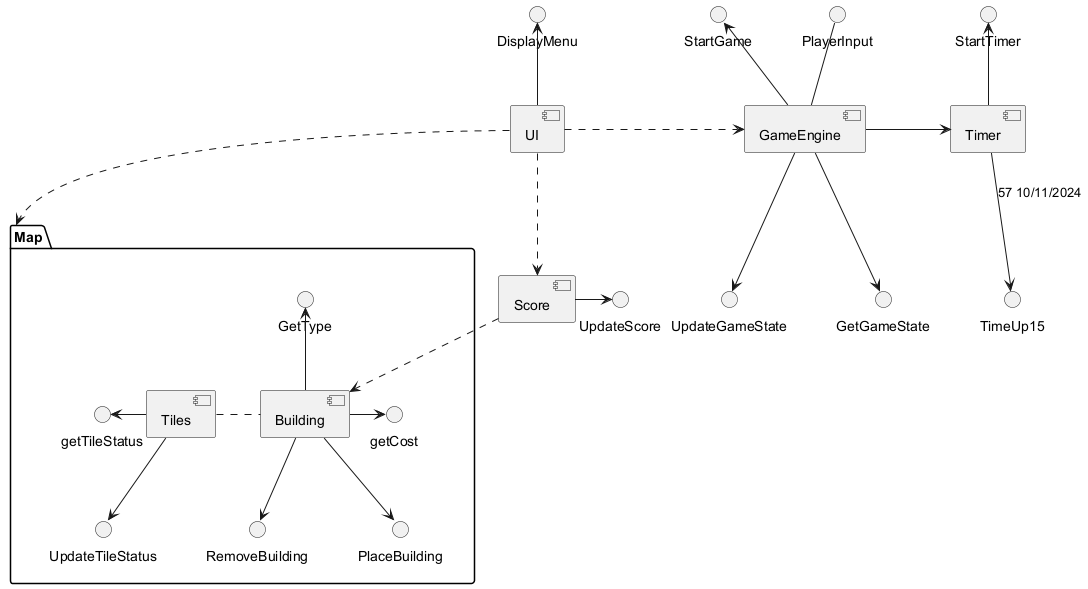 DisplayMenu
StartGame
PlayerInput
StartTimer
UI
GameEngine
Timer
57 10/11/2024
Map
Score
UpdateScore
UpdateGameState
GetGameState
TimeUp15
GetType
Tiles
Building
getTileStatus
getCost
UpdateTileStatus
RemoveBuilding
PlaceBuilding